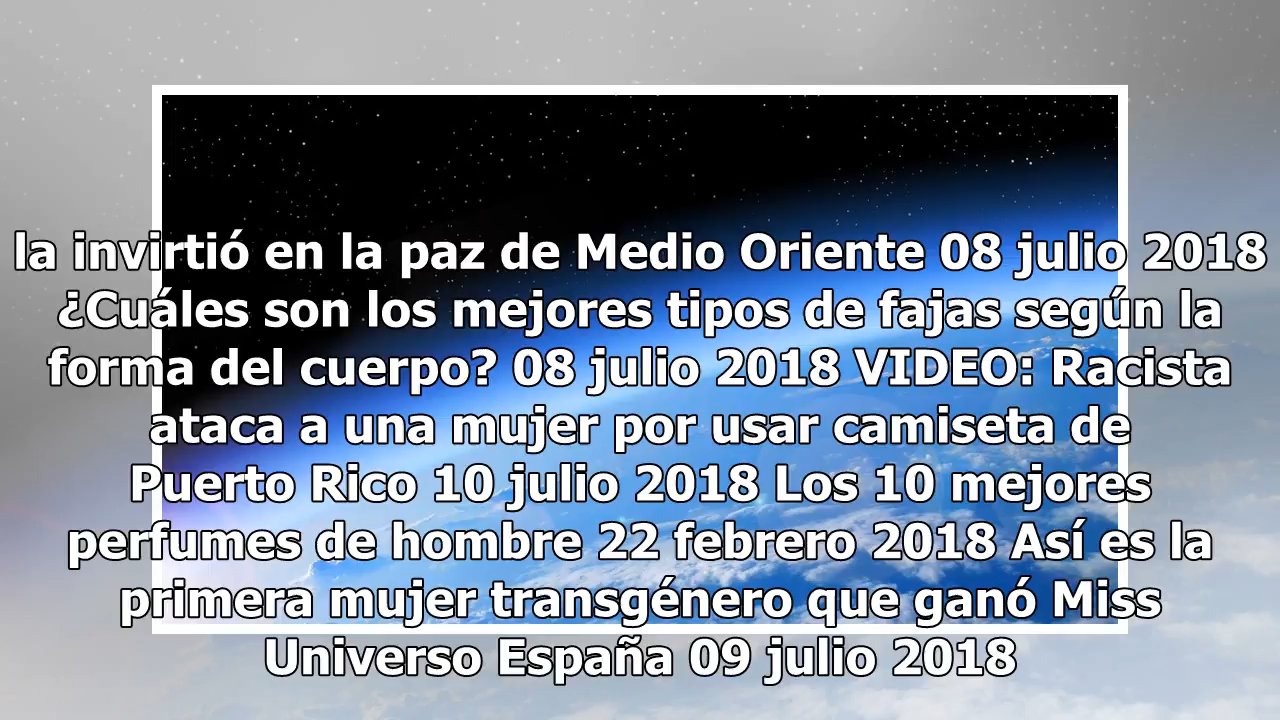 la invirtió en la paz de Medio Oriente 08 julio 2018
¿Cuáles son los mejores tipos de fajas según la
forma del cuerpo? 08 julio 2018 VIDEO: Racista
ataca a una mujer por usar camiseta de
Puerto Rico 10 julio 2018 Los 10 mejores
perfumes de hombre 22 febrero 2018 Así es la
primera mujer transgénero que ganó Miss
Universo España 09 julio 2018